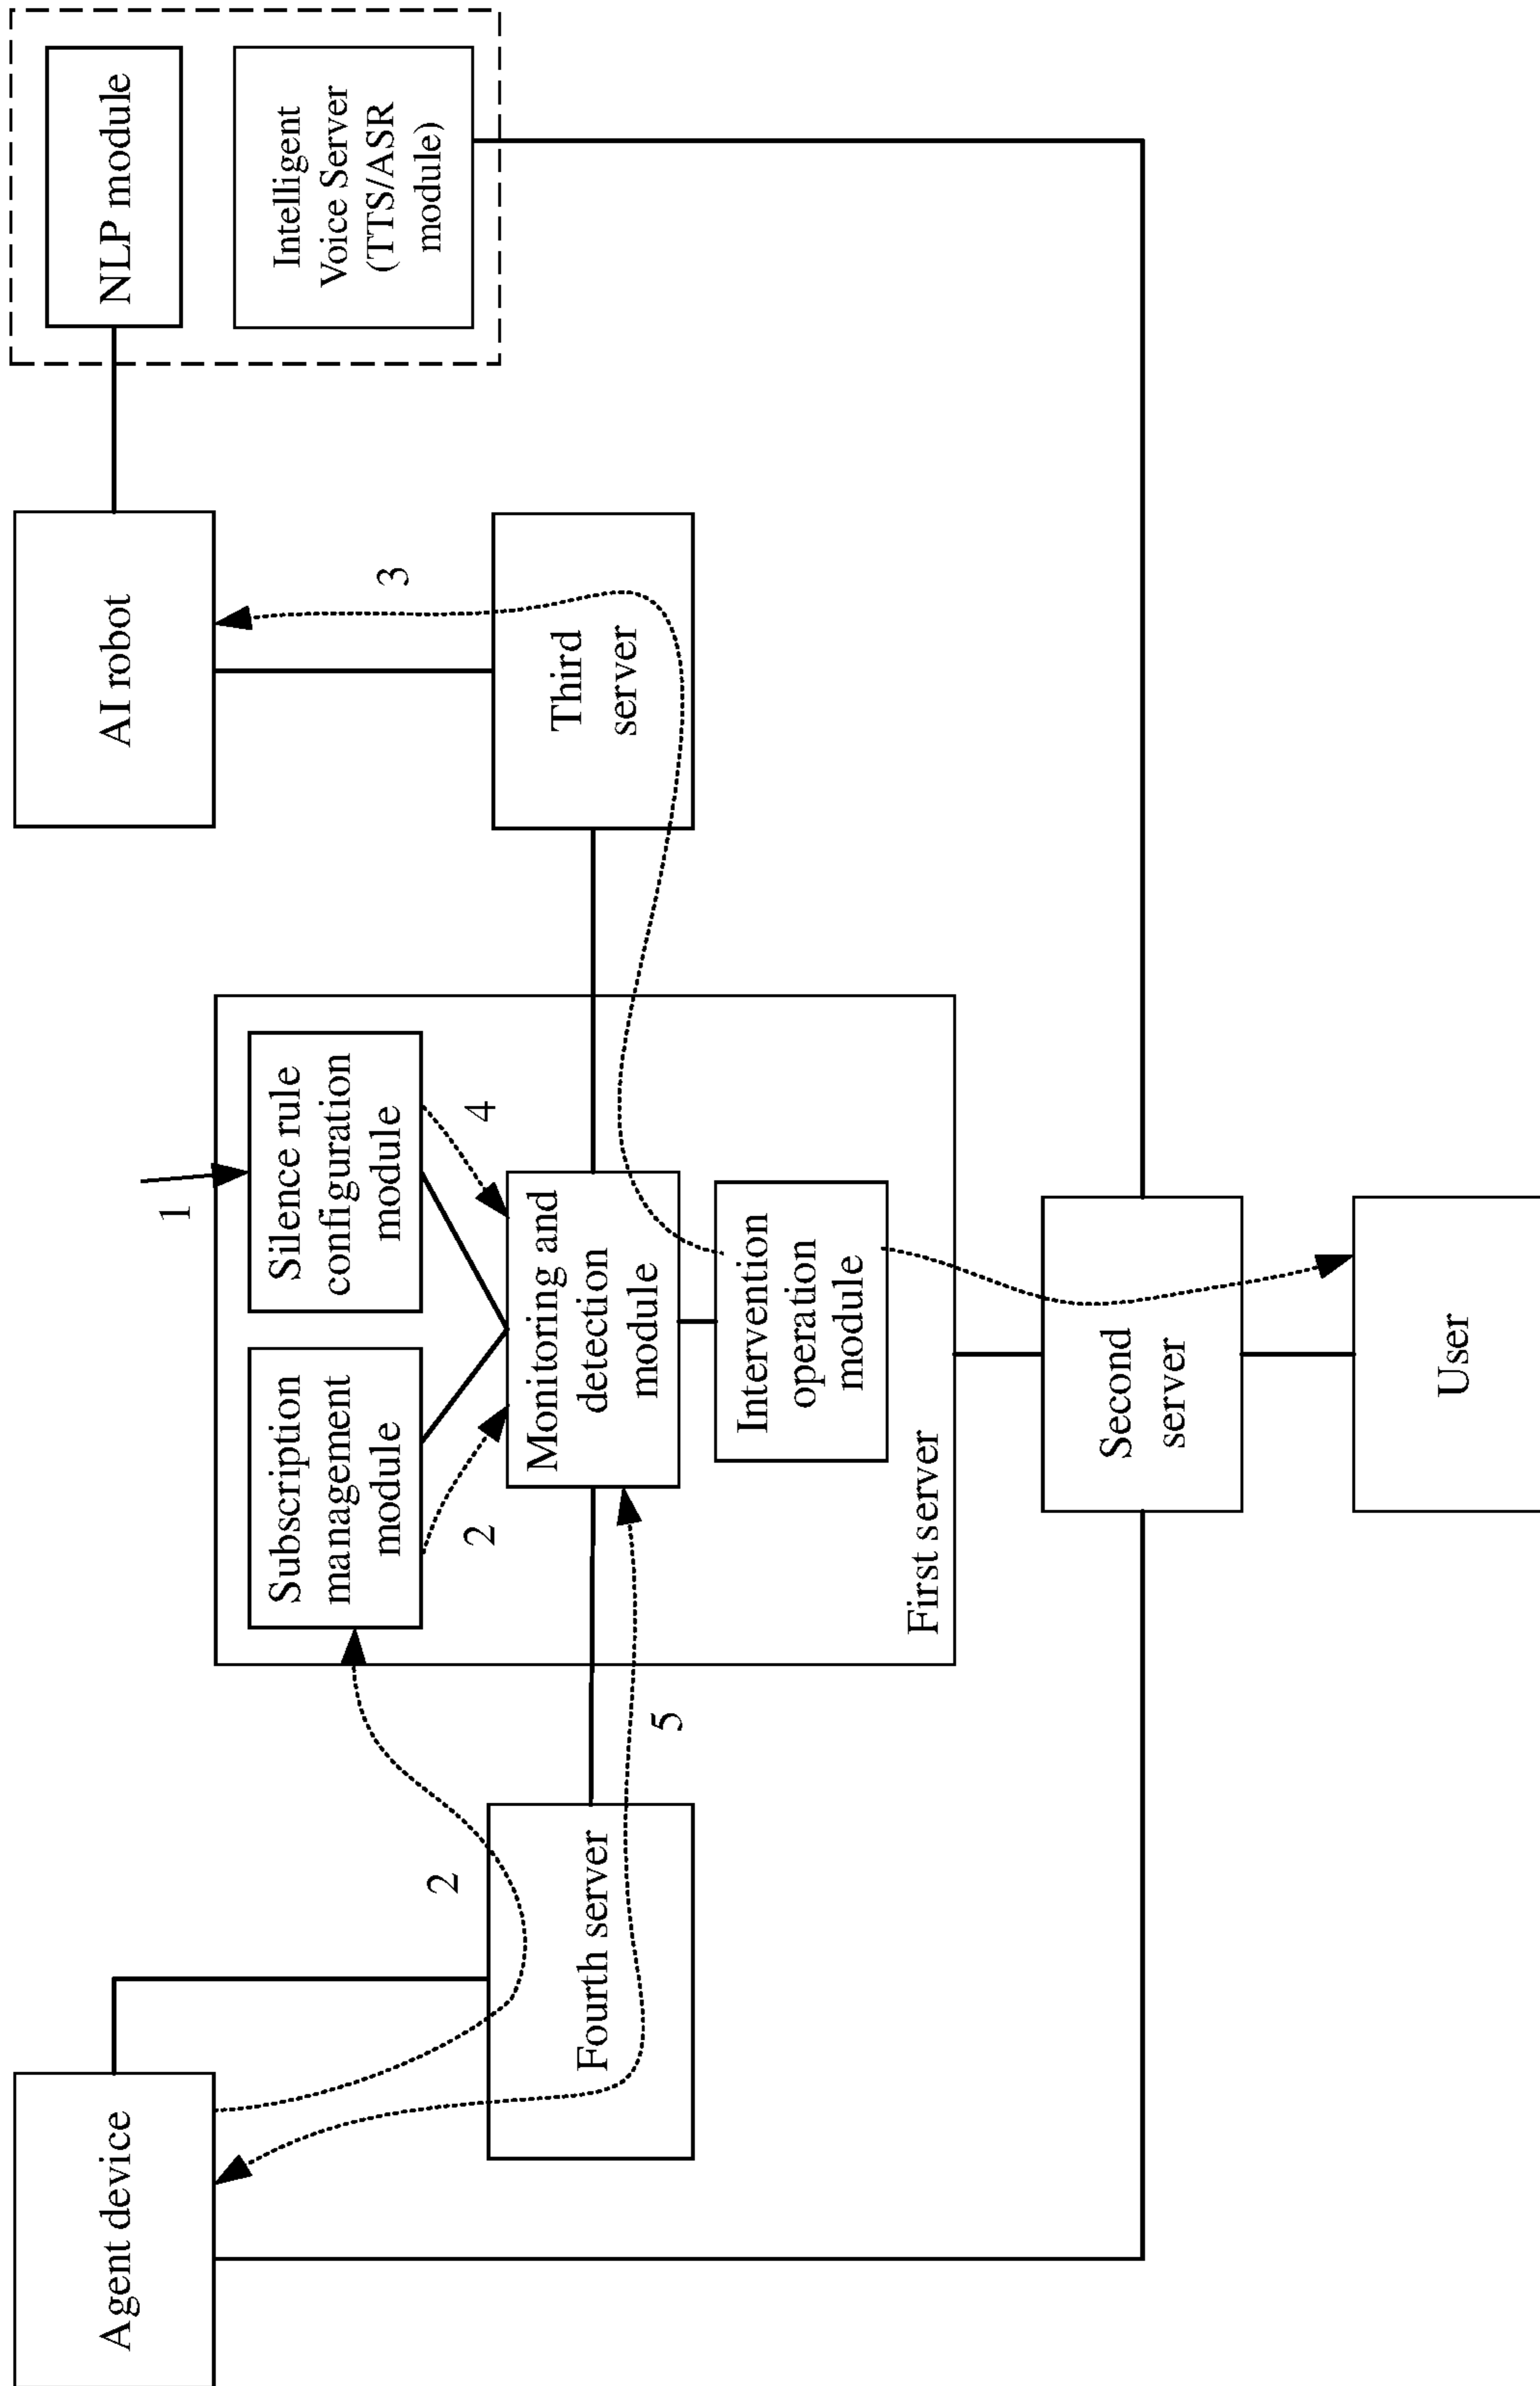 Agent device
AI robot
NLP module
Intelligent
Voice Server
(TTS/ASR
module)
1
Subscription
management
module
Silence rule
configuration
module
3
2
2
4
Fourth server
Monitoring and
detection
module
Third
server
5
Intervention
operation
module
First server
Second
server
User